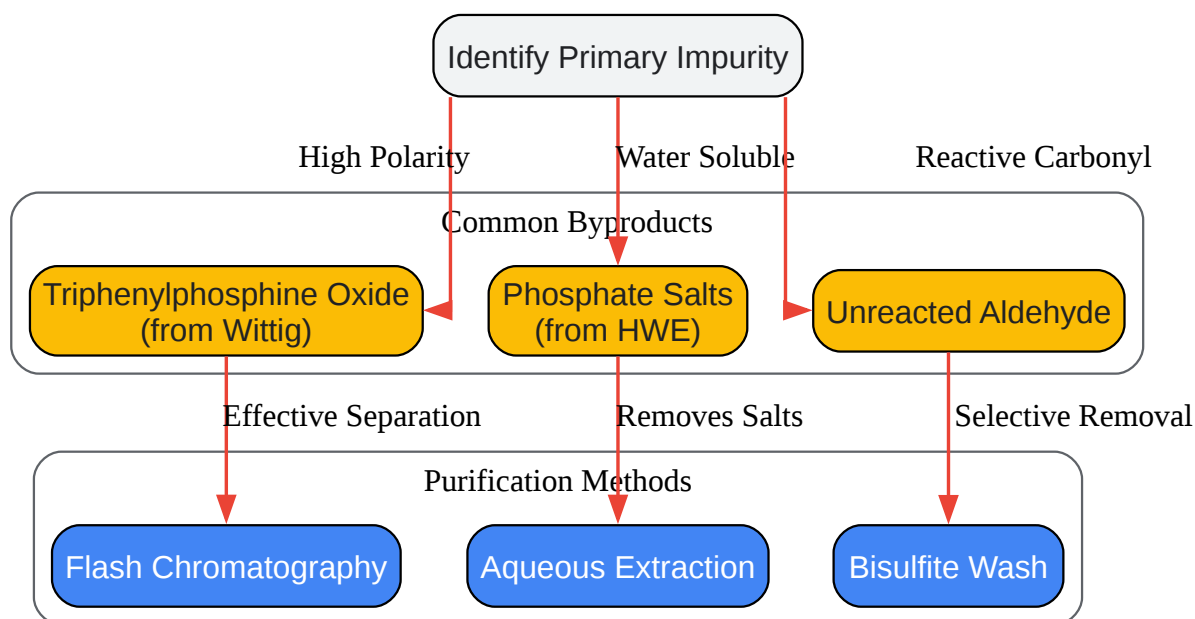 Identify Primary Impurity
High Polarity
Water Soluble
Reactive Carbonyl
Common Byproducts
Triphenylphosphine Oxide
(from Wittig)
Phosphate Salts
(from HWE)
Unreacted Aldehyde
Effective Separation
Removes Salts
Selective Removal
Purification Methods
Flash Chromatography
Aqueous Extraction
Bisulfite Wash